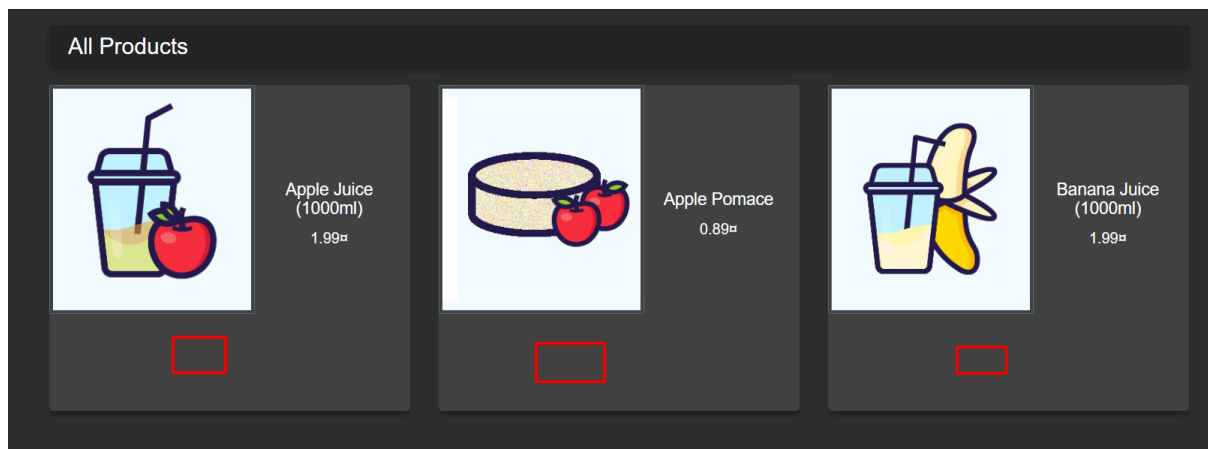 All Products
Apple Juice
(1000ml)
1.99¤
Apple Pomace
0.89¤
Banana Juice
(1000ml)
1.99¤